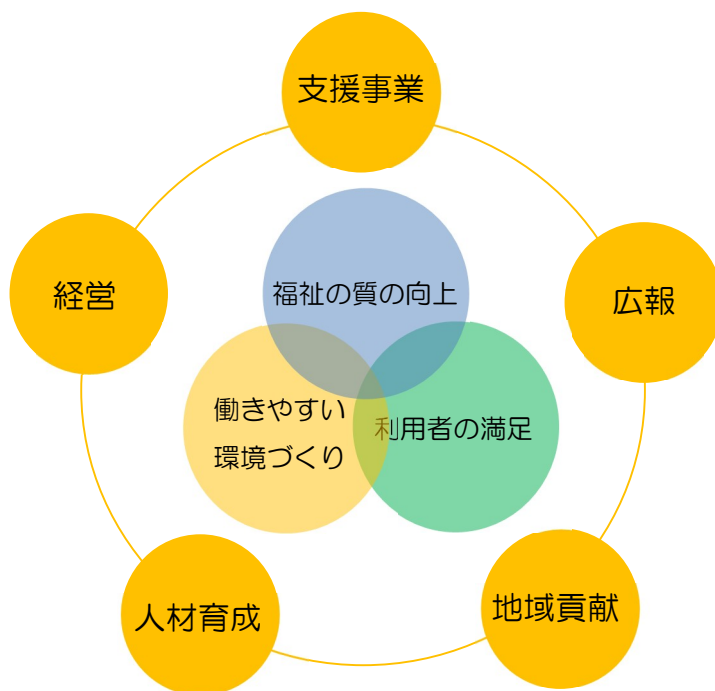 支援事業
経営
福祉の質の向上
広報
働きやすい
環境づくり
利用者の満足
人材育成
地域貢献